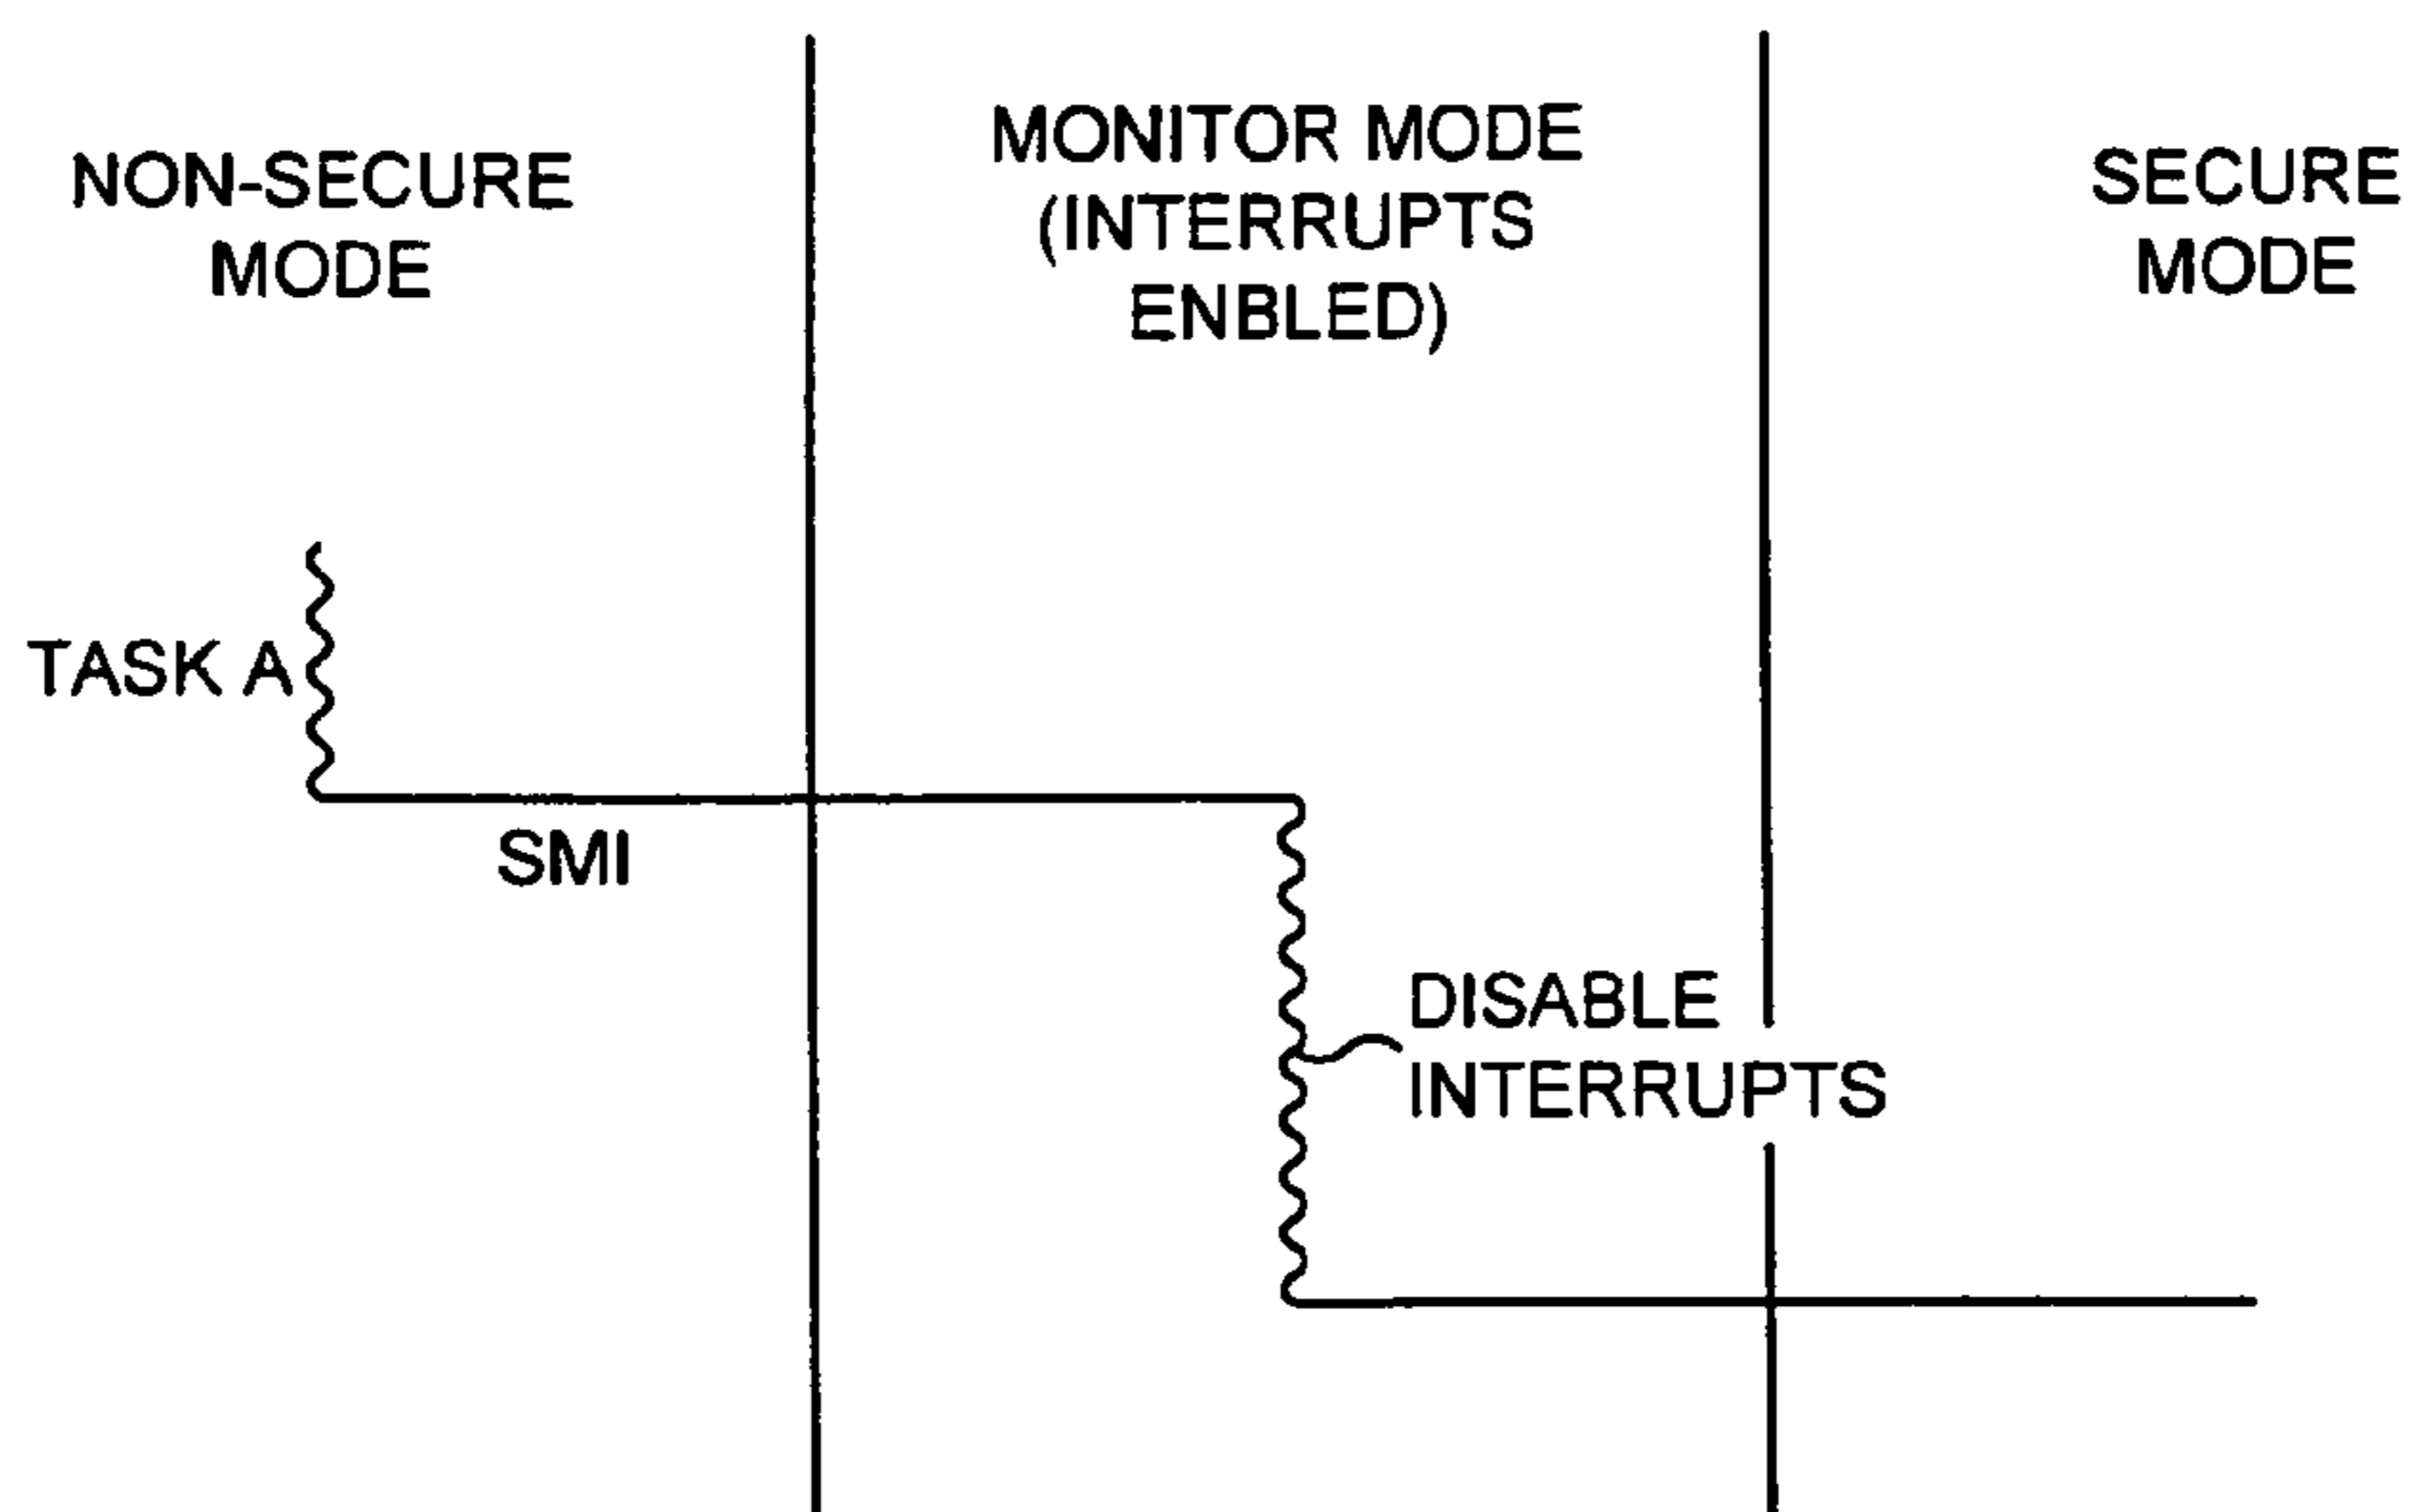 NON-SECURE
MODE
MONITOR MODE
(INTERRUPTS
ENBLED)
SECURE
MODE
TASK A
SMI
DISABLE
INTERRUPTS